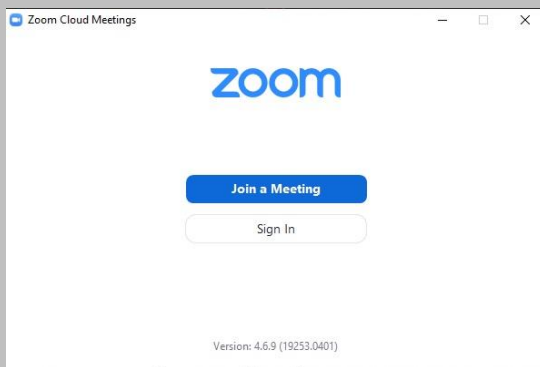 Zoom Cloud Meetings
zoom
Join a Meeting
Sign In
Version: 4.6.9 (19253.0401)